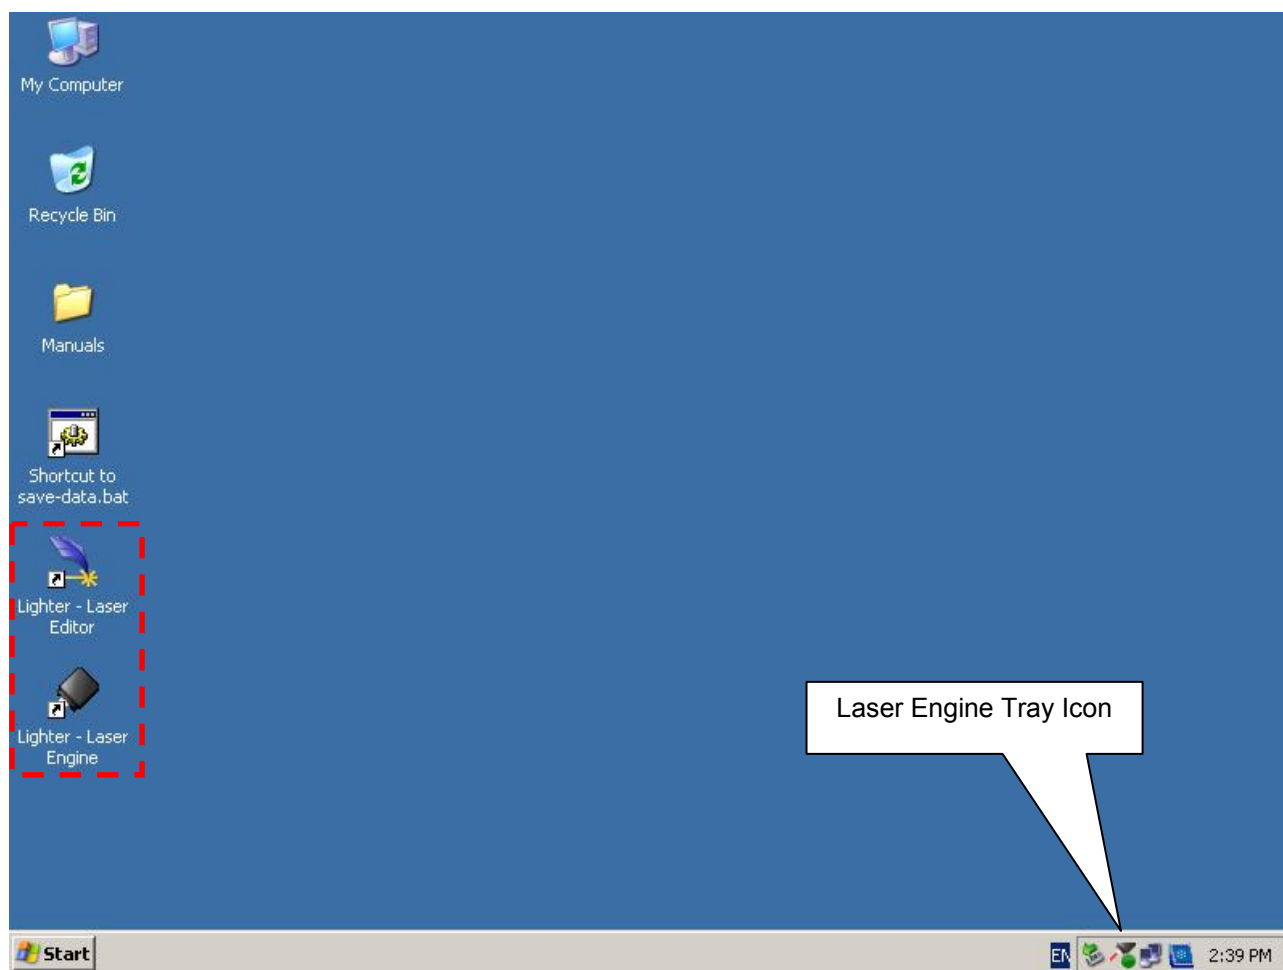 My Computer
Recycle Bin
Manuals
Shortcut to
save-data.bat
Lighter - Laser
Editor
Lighter - Laser
Engine
Laser Engine Tray Icon
Start
EN
2:39 PM